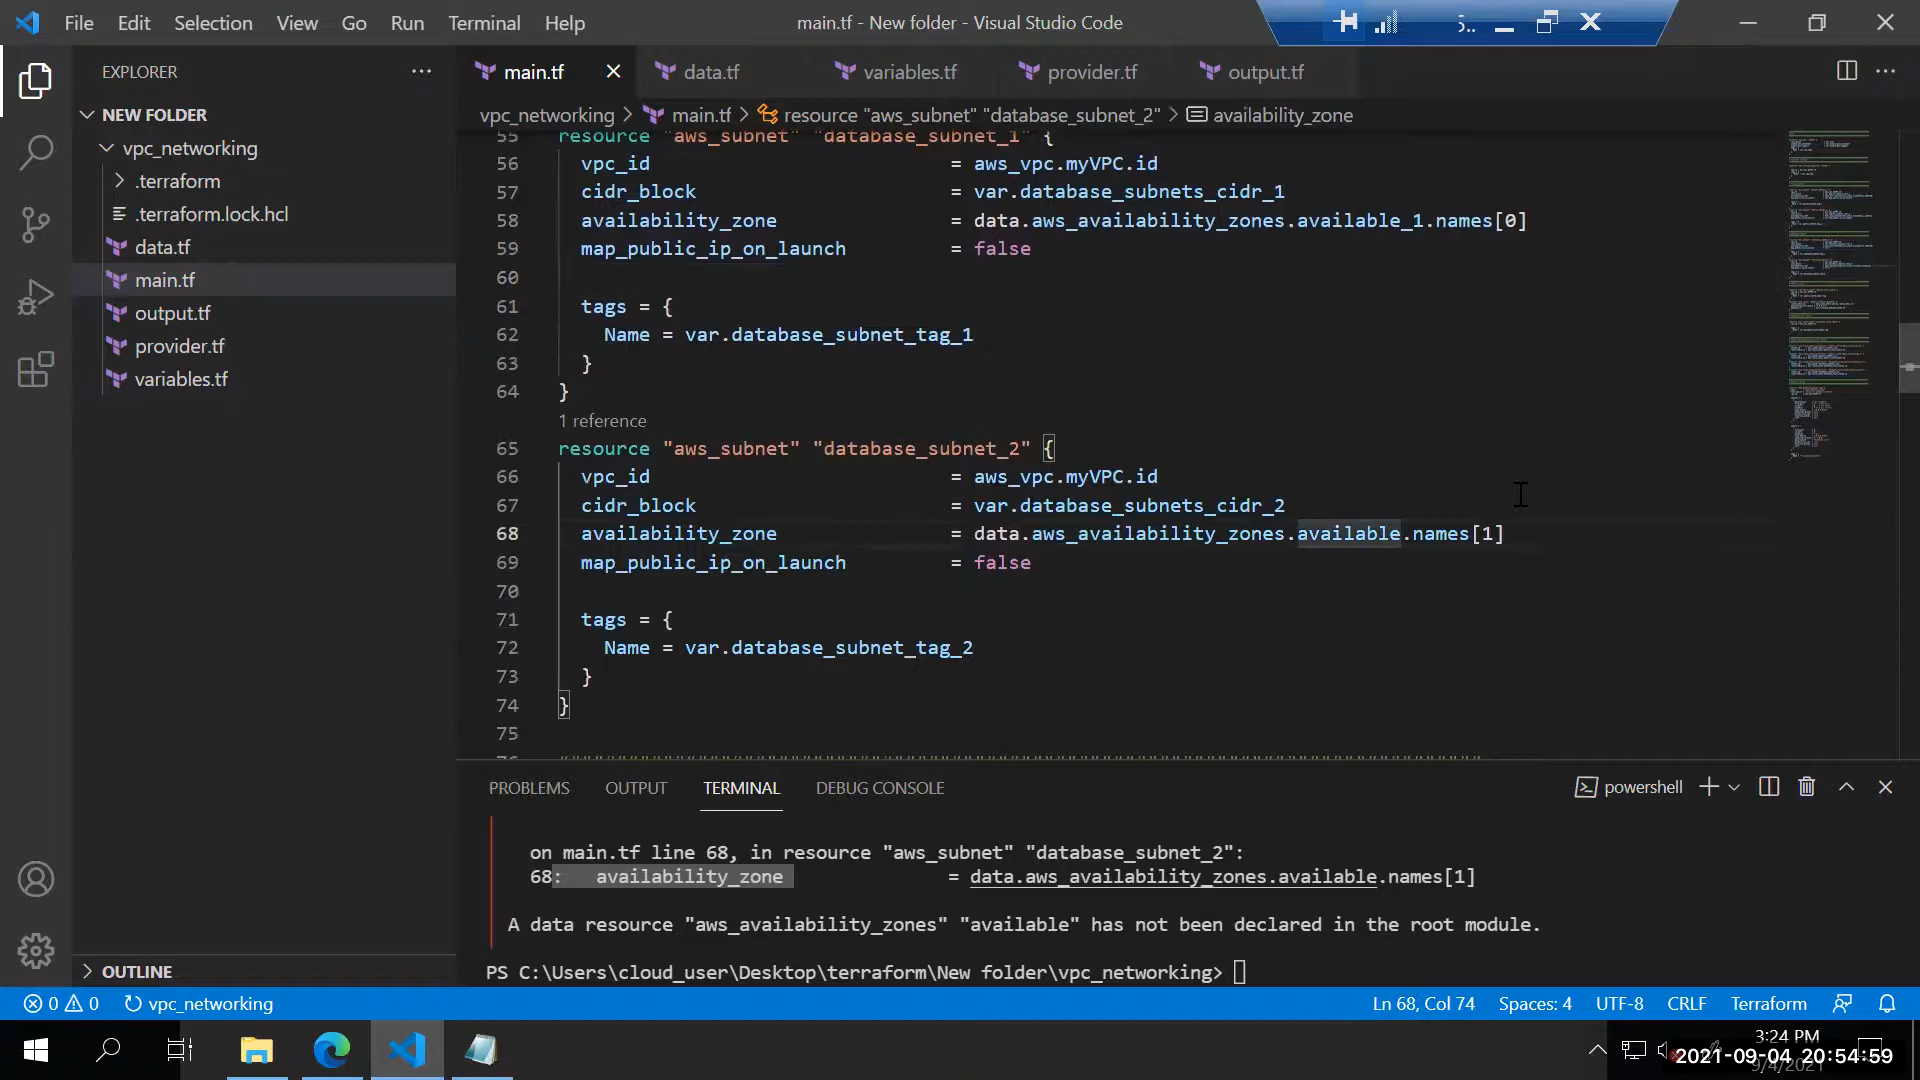 File Edit Selection View Go Run Terminal Help
main.tf - New folder - Visual Studio Code
5..
EXPLORER
main.tf data.tf variables.tf provider.tf output.tf
NEW FOLDER
vpc_networking
.terraform
.terraform.lock.hcl
data.tf
main.tf
output.tf
provider.tf
variables.tf
OUTLINE
vpc_networking > main.tf > resource "aws_subnet" "database_subnet_2" > availability_zone
55 resource "aws_subnet" "database_subnet_1" {
56 vpc_id = aws_vpc.myVPC.id
57 cidr_block = var.database_subnets_cidr_1
58 availability_zone = data.aws_availability_zones.available_1.names[0]
59 map_public_ip_on_launch = false
60
61 tags = {
62 Name = var.database_subnet_tag_1
63 }
64 }
1 reference
65 resource "aws_subnet" "database_subnet_2" {
66 vpc_id = aws_vpc.myVPC.id
67 cidr_block = var.database_subnets_cidr_2
68 availability_zone = data.aws_availability_zones.available.names[1]
69 map_public_ip_on_launch = false
70
71 tags = {
72 Name = var.database_subnet_tag_2
73 }
74 }
75
PROBLEMS OUTPUT TERMINAL DEBUG CONSOLE
powershell
on main.tf line 68, in resource "aws_subnet" "database_subnet_2":
68: availability_zone = data.aws_availability_zones.available.names[1]
A data resource "aws_availability_zones" "available" has not been declared in the root module.
PS C:\Users\cloud_user\Desktop\terraform\New folder\vpc_networking>
0 0 vpc_networking
Ln 68, Col 74 Spaces: 4 UTF-8 CRLF Terraform
3:24 PM
2021-09-04 20:54:59